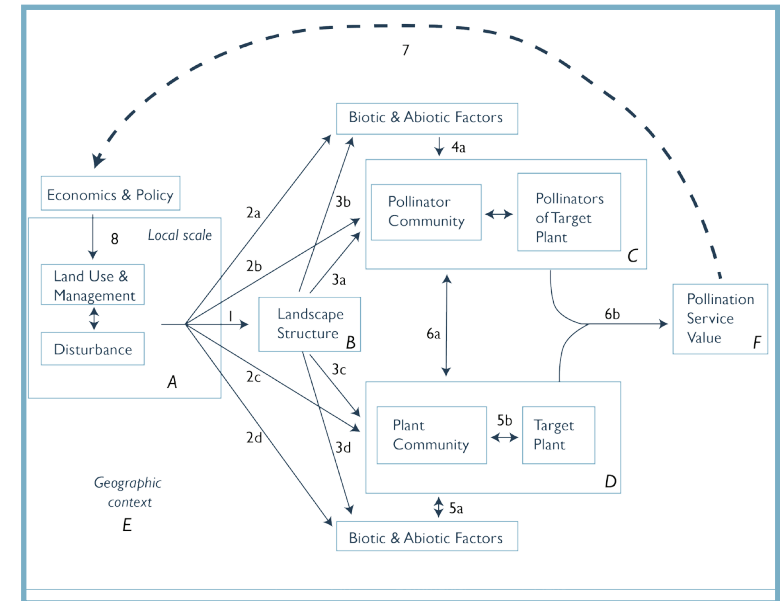 7
Biotic & Abiotic Factors
4a
Economics & Policy
3b
Pollinator
Community
Pollinators
of Target
Plant
2a
8
Local scale
C
2b
3a
Land Use &
Management
Landscape
Structure
B
1
6a
6b
Pollination
Service
Value
F
Disturbance
A
2c
3c
Plant
Community
5b
Target
Plant
2d
3d
D
Geographic
context
E
5a
Biotic & Abiotic Factors